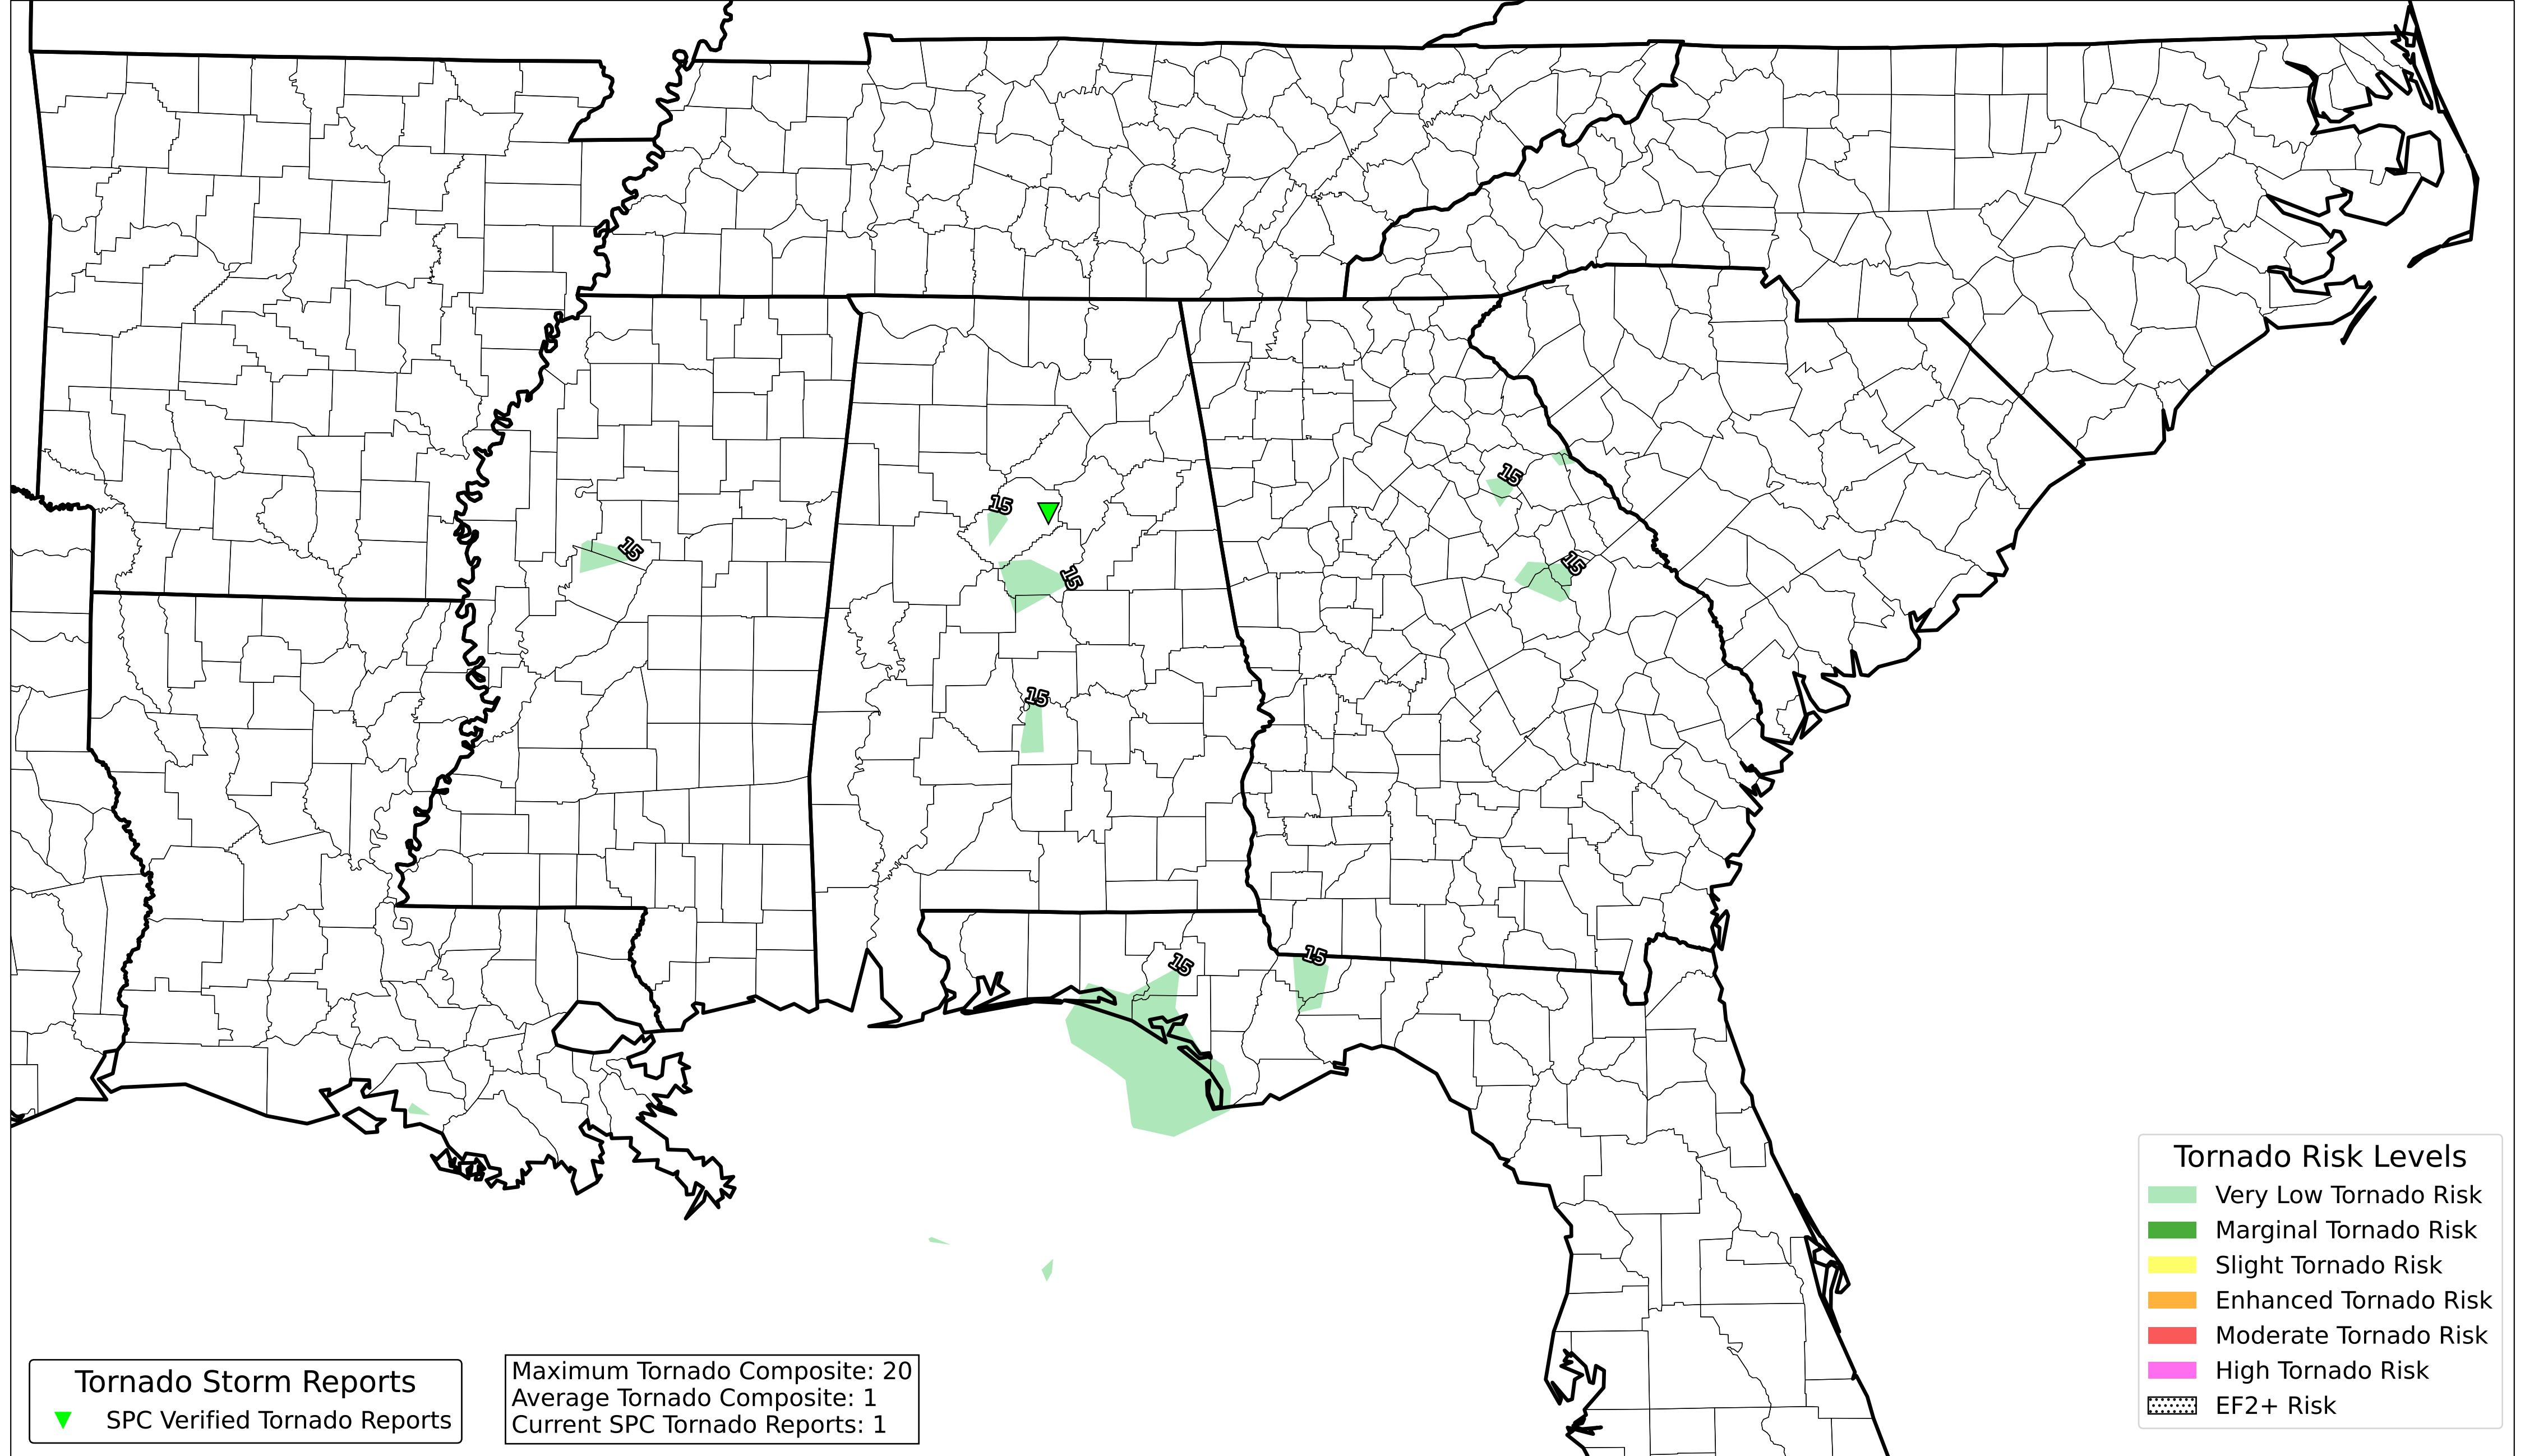 15
15
15
15
15
15
15
15
Tornado Storm Reports
SPC Verified Tornado Reports
Maximum Tornado Composite: 20
Average Tornado Composite: 1
Current SPC Tornado Reports: 1
Tornado Risk Levels
Very Low Tornado Risk
Marginal Tornado Risk
Slight Tornado Risk
Enhanced Tornado Risk
Moderate Tornado Risk
High Tornado Risk
EF2+ Risk